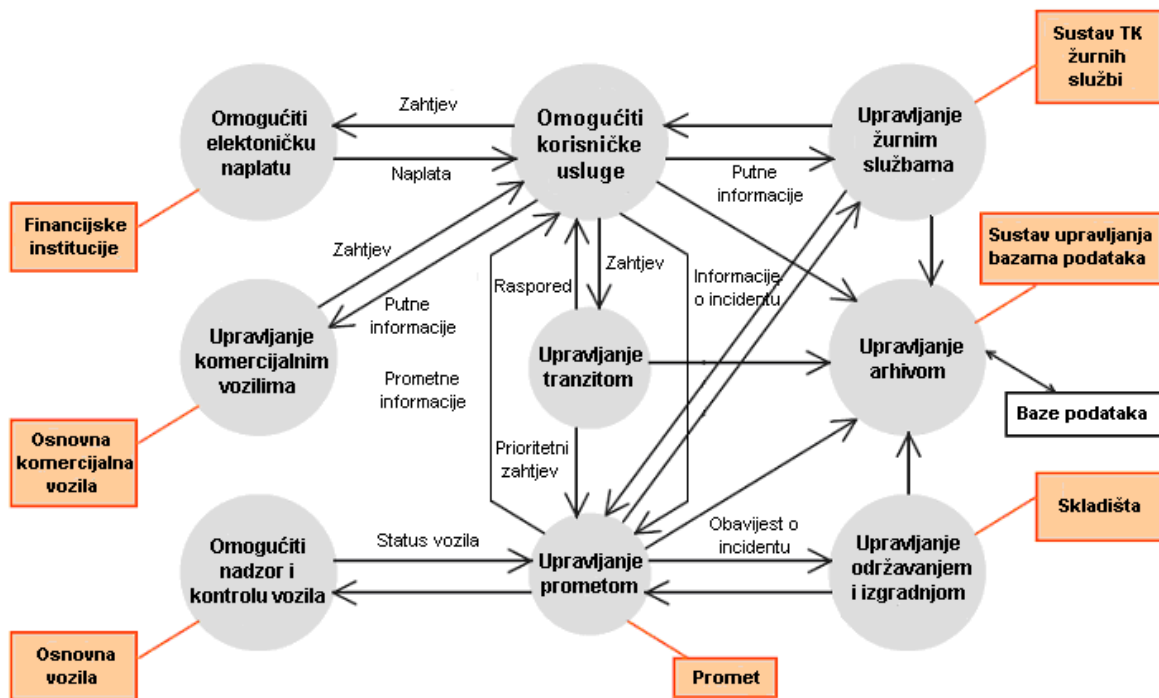 Sustav TK
žurnih
službi
Zahtjev
Omogućiti
elektoničku
naplatu
Omogućiti
korisničke
usluge
Upravljanje
žurnim
službama
Naplata
Putne
informacije
Financijske
institucije
Sustav upravljanja
bazama podataka
Zahtjev
Zahtjev
Raspored
Informacije
o incidentu
Putne
informacije
Upravljanje
komercijalnim
vozilima
Upravljanje
tranzitom
Upravljanje
arhivom
Prometne
informacije
Baze podataka
Osnovna
komercijalna
vozila
Prioritetni
zahtjev
Skladišta
Omogućiti
nadzor i
kontrolu vozila
Status vozila
Upravljanje
prometom
Obavijest o
incidentu
Upravljanje
održavanjem
i izgradnjom
Osnovna
vozila
Promet